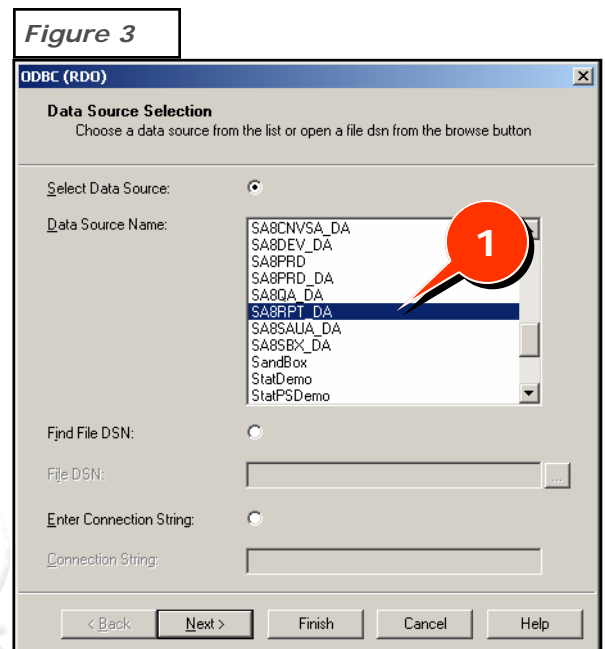 Figure 3
ODBC (RDO)
Data Source Selection
Choose a data source from the list or open a file dsn from the browse button
Select Data Source:
Data Source Name:
SA8CNVSA_DA
SA8DEV_DA
SA8PRD
SA8PRD_DA
SA8QA_DA
SA8RPT_DA
SA8SAUA_DA
SA8SBX_DA
SandBox
StatDemo
StatPSDemo
1
Find File DSN:
File DSN:
...
Enter Connection String:
Connection String:
< Back
Next >
Finish
Cancel
Help